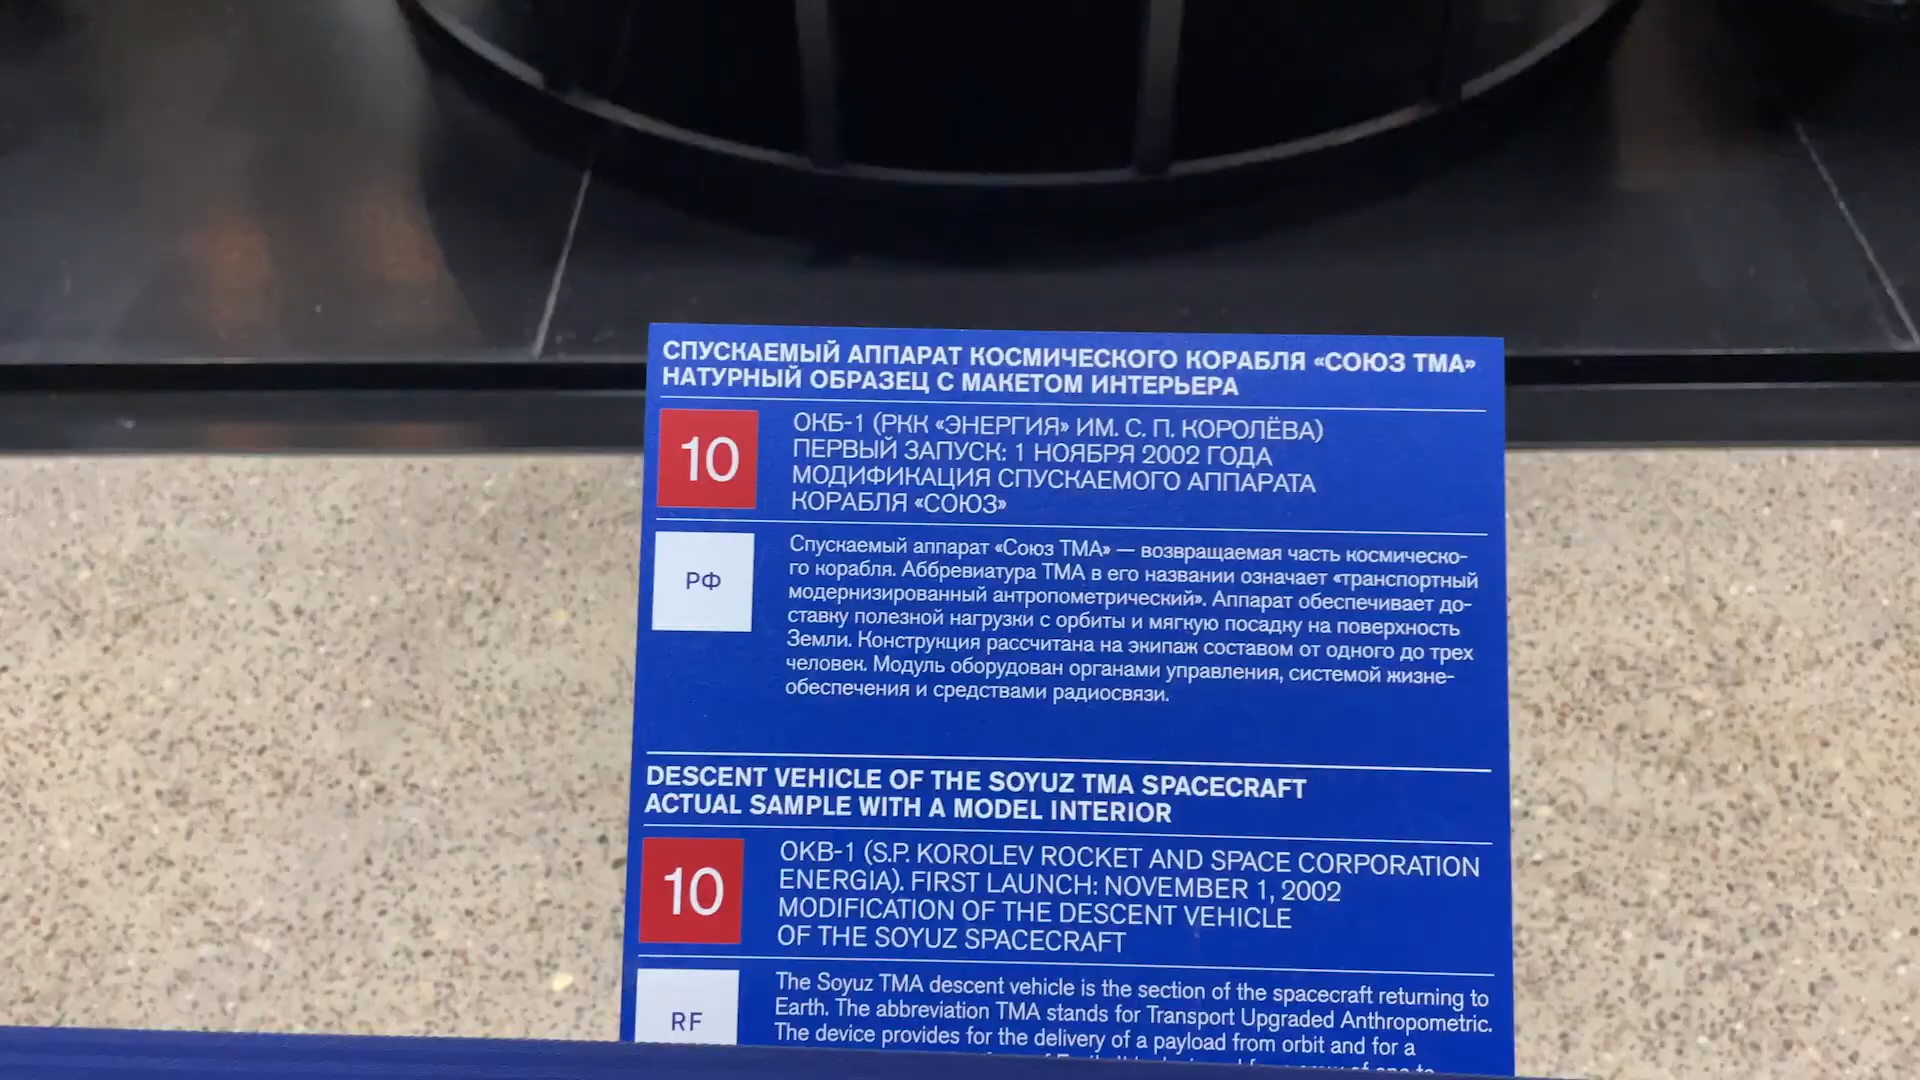 СПУСКАЕМЫЙ АППАРАТ КОСМИЧЕСКОГО КОРАБЛЯ «СОЮЗ ТМА»
НАТУРНЫЙ ОБРАЗЕЦ С МАКЕТОМ ИНТЕРЬЕРА
10
ОКБ-1 (РКК «ЭНЕРГИЯ» ИМ. С. П. КОРОЛЁВА)
ПЕРВЫЙ ЗАПУСК: 1 НОЯБРЯ 2002 ГОДА
МОДИФИКАЦИЯ СПУСКАЕМОГО АППАРАТА
КОРАБЛЯ «СОЮЗ»
РФ
Спускаемый аппарат «Союз ТМА» — возвращаемая часть космическо-
го корабля. Аббревиатура ТМА в его названии означает «транспортный
модернизированный антропометрический». Аппарат обеспечивает до-
ставку полезной нагрузки с орбиты и мягкую посадку на поверхность
Земли. Конструкция рассчитана на экипаж составом от одного до трех
человек. Модуль оборудован органами управления, системой жизне-
обеспечения и средствами радиосвязи.
DESCENT VEHICLE OF THE SOYUZ TMA SPACECRAFT
ACTUAL SAMPLE WITH A MODEL INTERIOR
10
OKB-1 (S.P. KOROLEV ROCKET AND SPACE CORPORATION
ENERGIA). FIRST LAUNCH: NOVEMBER 1, 2002
MODIFICATION OF THE DESCENT VEHICLE
OF THE SOYUZ SPACECRAFT
RF
The Soyuz TMA descent vehicle is the section of the spacecraft returning to
Earth. The abbreviation TMA stands for Transport Upgraded Anthropometric.
The device provides for the delivery of a payload from orbit and for a